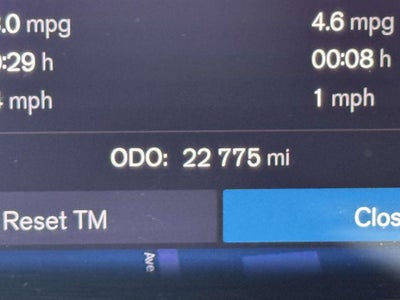 .0 mpg 4.6 mpg
:29 h 00:08 h
mph 1 mph
ODO: 22 775 mi
Reset TM Clos
Ave